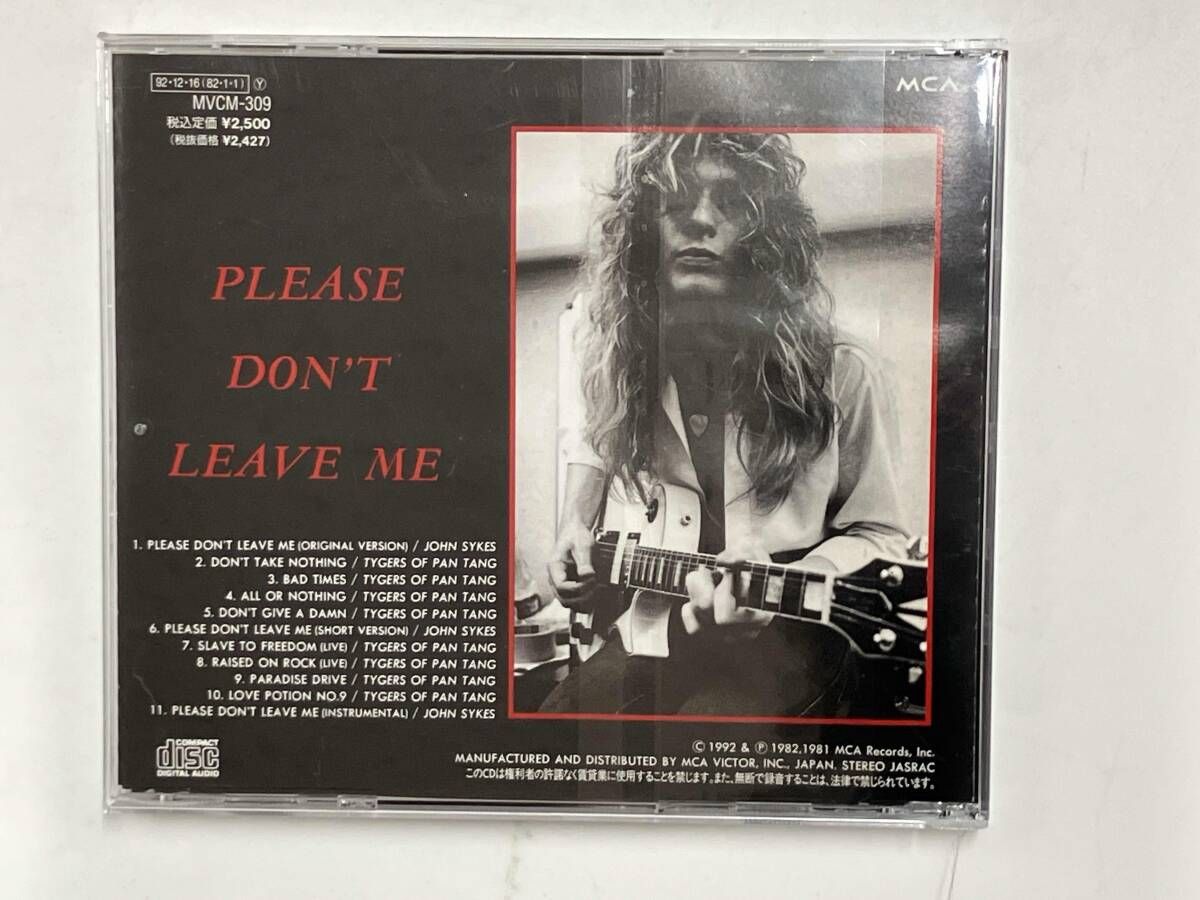 92・12・16(82・1・1) Y
MVCM-309
税込定価 ¥2,500
(税抜価格 ¥2,427)
MCA
PLEASE
DON'T
LEAVE ME
1. PLEASE DON'T LEAVE ME (ORIGINAL VERSION) / JOHN SYKES
2. DON'T TAKE NOTHING / TYGERS OF PAN TANG
3. BAD TIMES / TYGERS OF PAN TANG
4. ALL OR NOTHING / TYGERS OF PAN TANG
5. DON'T GIVE A DAMN / TYGERS OF PAN TANG
6. PLEASE DON'T LEAVE ME (SHORT VERSION) / JOHN SYKES
7. SLAVE TO FREEDOM (LIVE) / TYGERS OF PAN TANG
8. RAISED ON ROCK (LIVE) / TYGERS OF PAN TANG
9. PARADISE DRIVE / TYGERS OF PAN TANG
10. LOVE POTION NO.9 / TYGERS OF PAN TANG
11. PLEASE DON'T LEAVE ME (INSTRUMENTAL) / JOHN SYKES
COMPACT
disc
DIGITAL AUDIO
Ⓒ 1992 & Ⓟ 1982,1981 MCA Records, Inc.
MANUFACTURED AND DISTRIBUTED BY MCA VICTOR, INC., JAPAN. STEREO JASRAC
このCDは権利者の許諾なく賃貸業に使用することを禁じます。また、無断で録音することは、法律で禁じられています。